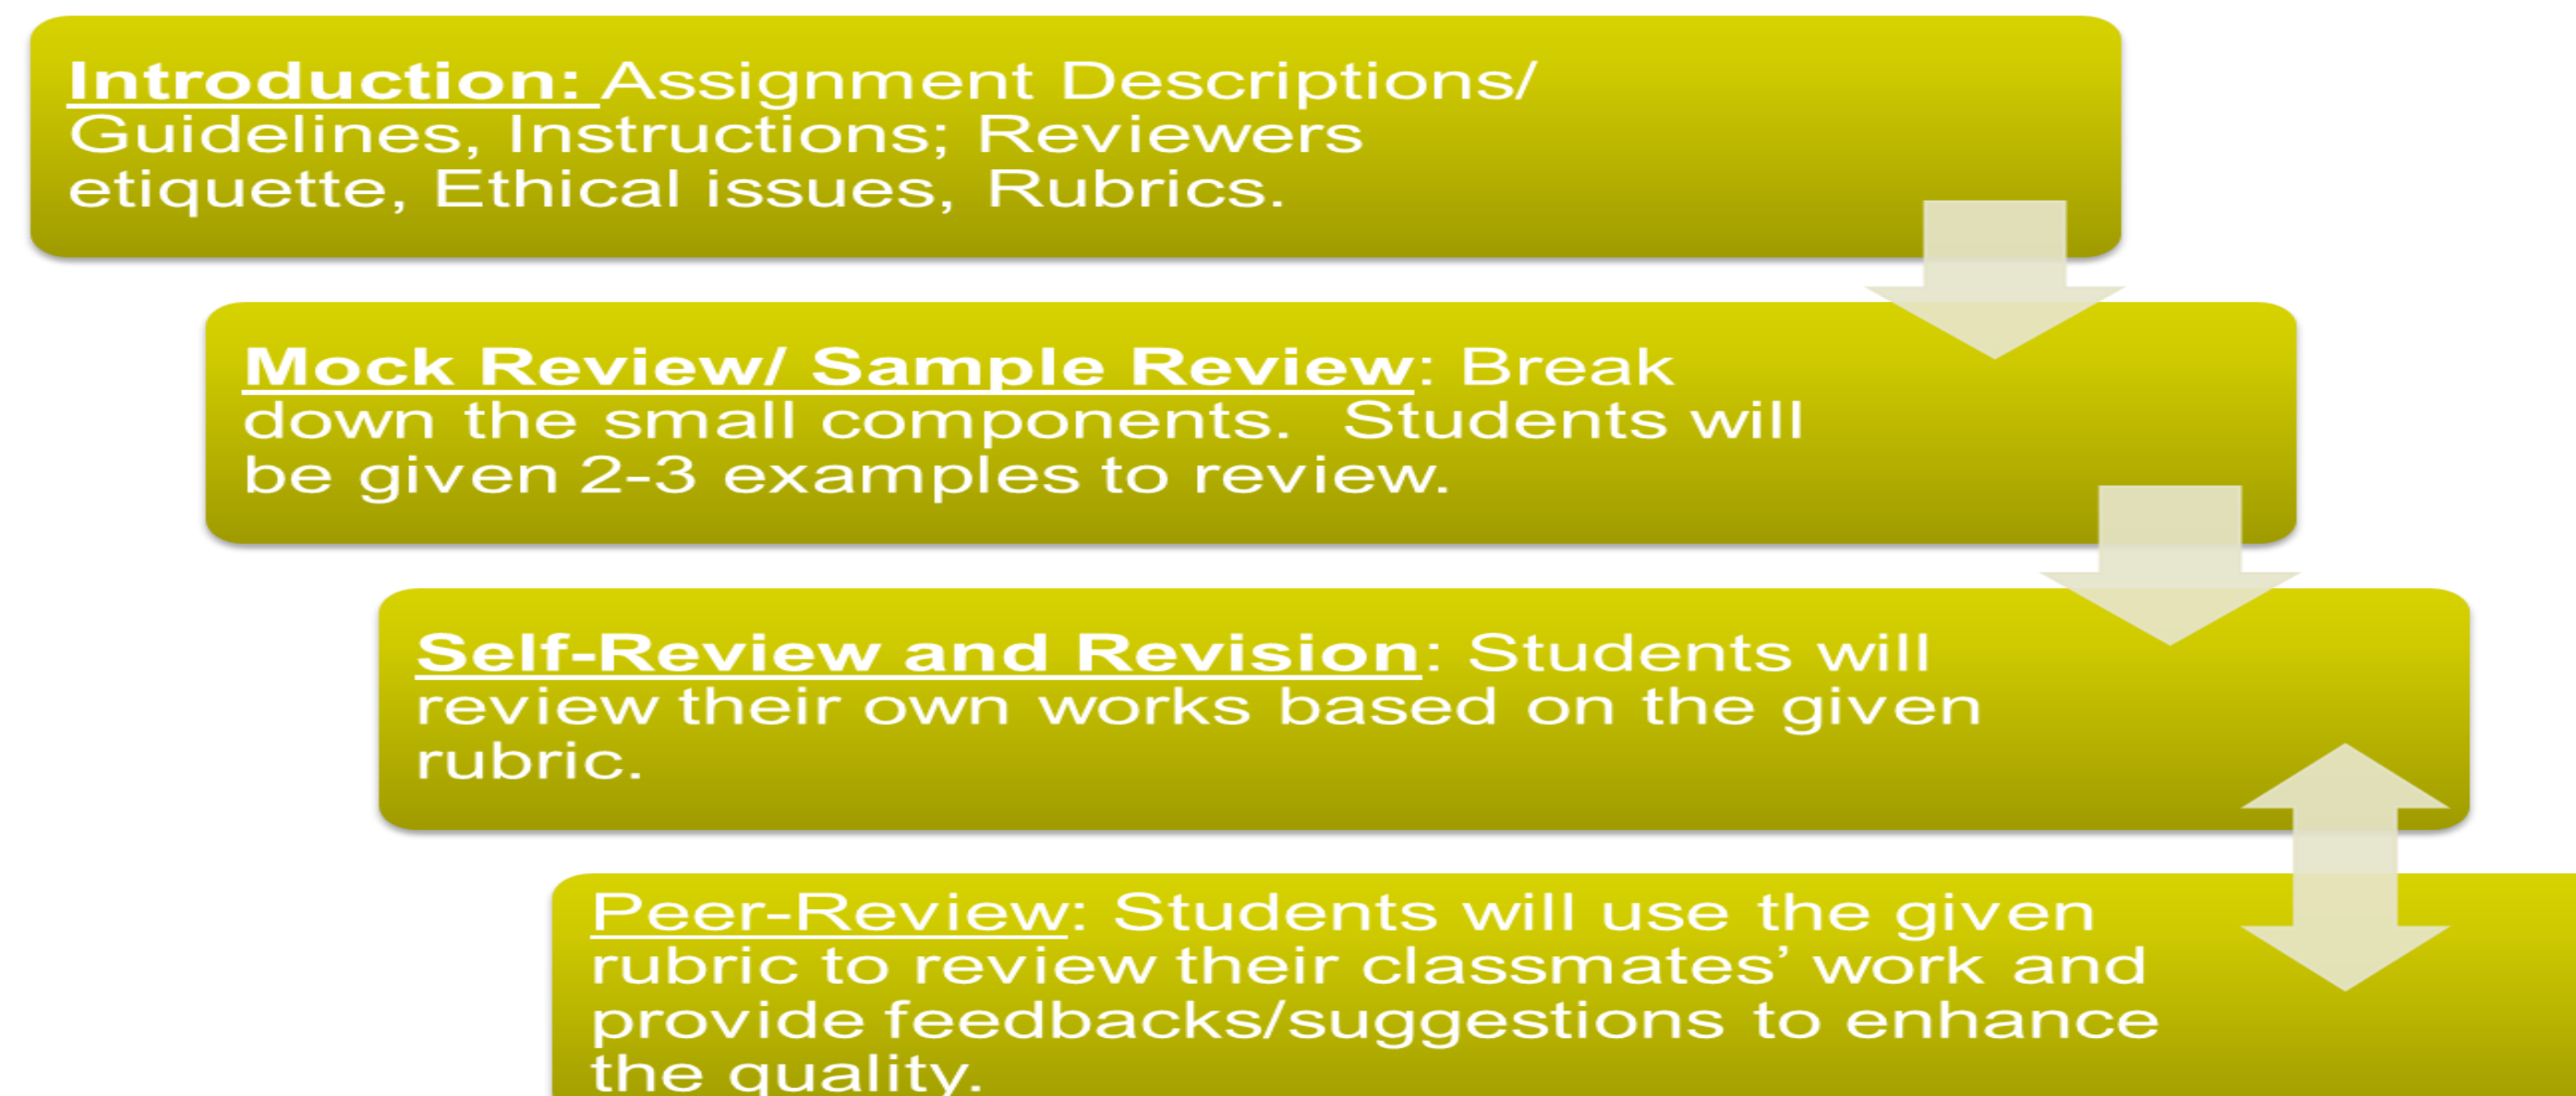 Introduction: Assignment Descriptions/
Guidelines, Instructions; Reviewers
etiquette, Ethical issues, Rubrics.
Mock Review/ Sample Review: Break
down the small components.  Students will
be given 2-3 examples to review.
Self-Review and Revision: Students will
review their own works based on the given
rubric.
Peer-Review: Students will use the given
rubric to review their classmates’ work and
provide feedbacks/suggestions to enhance
the quality.